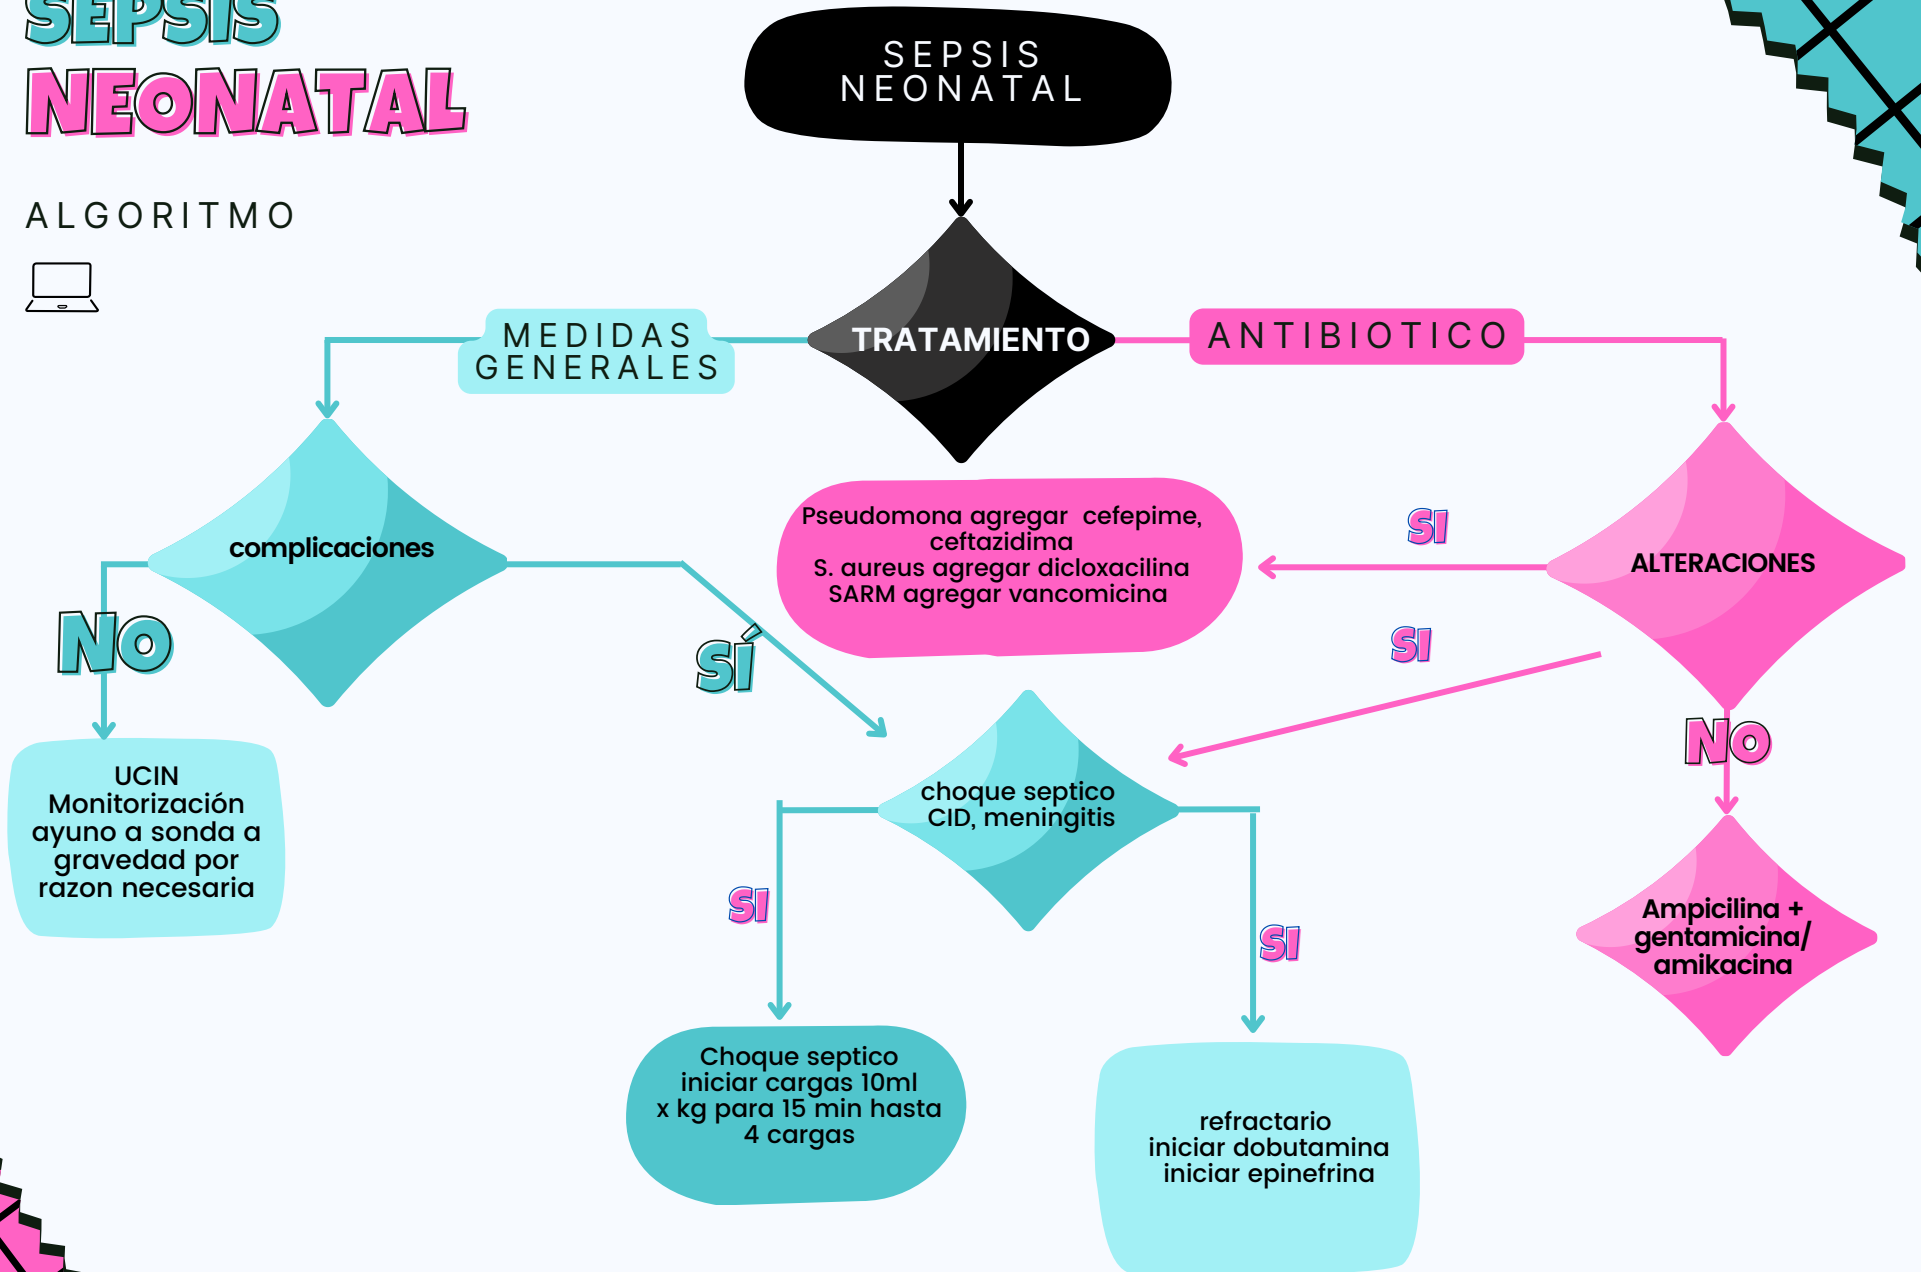 SEPSIS
NEONATAL
ALGORITMO
SEPSIS
NEONATAL
TRATAMIENTO
MEDIDAS
GENERALES
ANTIBIOTICO
complicaciones
NO
SÍ
UCIN
Monitorización
ayuno a sonda a
gravedad por
razon necesaria
Pseudomona agregar cefepime,
ceftazidima
S. aureus agregar dicloxacilina
SARM agregar vancomicina
SI
ALTERACIONES
SI
NO
choque septico
CID, meningitis
SI
SI
Ampicilina +
gentamicina/
amikacina
Choque septico
iniciar cargas 10ml
x kg para 15 min hasta
4 cargas
refractario
iniciar dobutamina
iniciar epinefrina